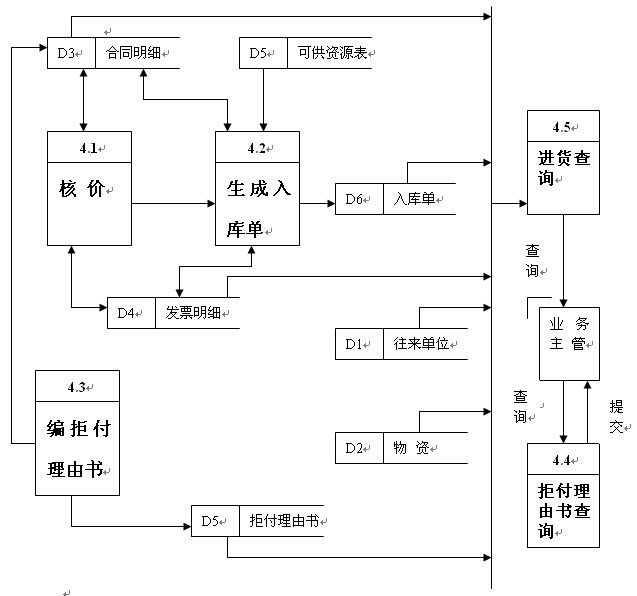 D3 合同明细
D5 可供资源表
4.1
核 价
4.2
生成入
库单
4.5
进货查
询
D6 入库单
查
询
D4 发票明细
业 务
主 管
D1 往来单位
4.3
编拒付
理由书
查
询
提
交
D2 物 资
4.4
拒付理
由书查
询
D5 拒付理由书